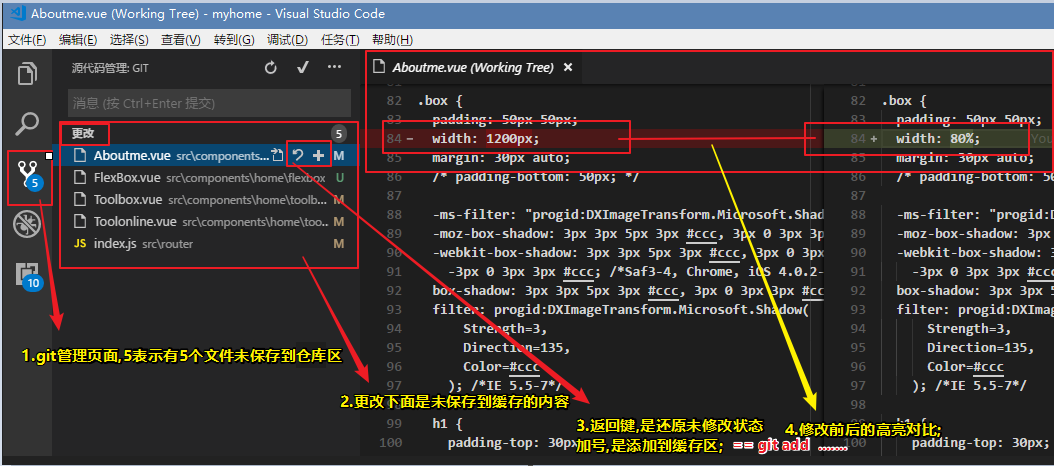 Aboutme.vue (Working Tree) - myhome - Visual Studio Code
文件(F) 编辑(E) 选择(S) 查看(V) 转到(G) 调试(D) 任务(T) 帮助(H)
源代码管理: GIT
消息 (按 Ctrl+Enter 提交)
更改 5
Aboutme.vue src\components... M
FlexBox.vue src\components\home\flexbox U
Toolbox.vue src\components\home\toolb... M
Toolonline.vue src\components\home\too... M
JS index.js src\router M
5
10
Aboutme.vue (Working Tree) ×
82 .box {
83 padding: 50px 50px;
84 - width: 1200px;
85 margin: 30px auto;
86 /* padding-bottom: 50px; */
87
88 -ms-filter: "progid:DXImageTransform.Microsoft.Shad
89 -moz-box-shadow: 3px 3px 5px 3px #ccc, 3px 0 3px 3p
90 -webkit-box-shadow: 3px 3px 5px 3px #ccc, 3px 0 3px
91 -3px 0 3px 3px #ccc; /*Saf3-4, Chrome, iOS 4.0.2-
92 box-shadow: 3px 3px 5px 3px #ccc, 3px 0 3px 3px #cc
93 filter: progid:DXImageTransform.Microsoft.Shadow(
94 Strength=3,
95 Direction=135,
96 Color=#ccc
97 ); /*IE 5.5-7*/
98
99 h1 {
100 padding-top: 30px
82 .box {
83 padding: 50px 50px;
84 + width: 80%; You
85 margin: 30px auto;
86 /* padding-bottom: 50px
87
88 -ms-filter: "progid:DX
89 -moz-box-shadow: 3px 3
90 -webkit-box-shadow: 3p
91 -3px 0 3px 3px #ccc;
92 box-shadow: 3px 3px 5p
93 filter: progid:DXImage
94 Strength=3,
95 Direction=135,
96 Color=#ccc
97 ); /*IE 5.5-7*/
98
99 h1 {
100 padding-top: 30px;
1.git管理页面,5表示有5个文件未保存到仓库区
2.更改下面是未保存到缓存的内容
3.返回键,是还原未修改状态
加号,是添加到缓存区; == git add .......
4.修改前后的高亮对比;